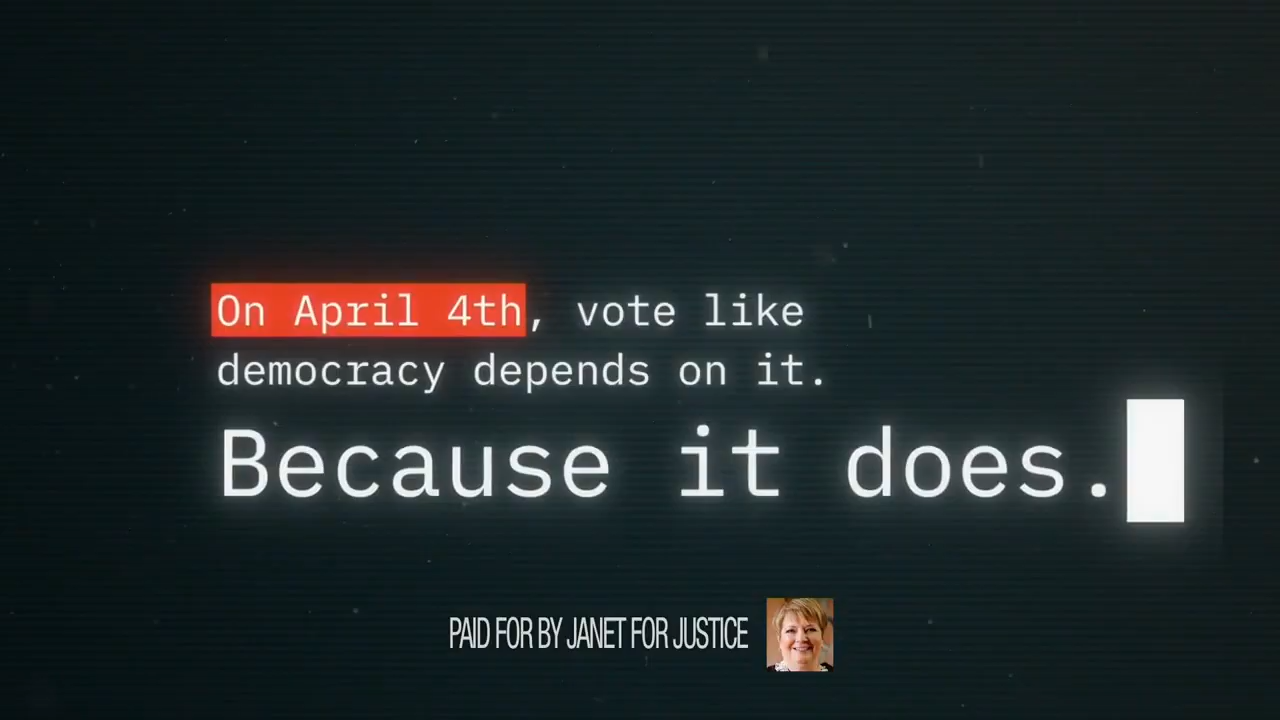 On April 4th, vote like
democracy depends on it.
Because it does.
PAID FOR BY JANET FOR JUSTICE